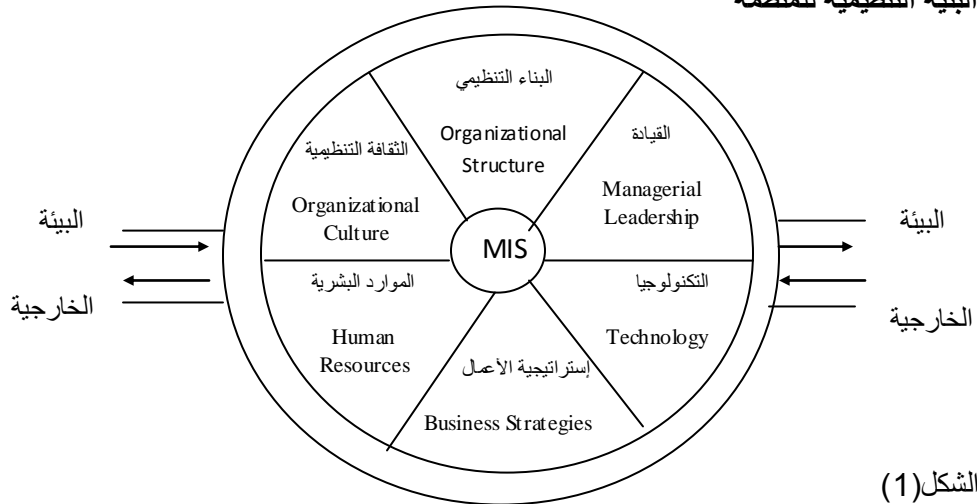 البنية التنظيمية للمنظمة
البناء التنظيمي
Organizational
Structure
القيادة
Managerial
Leadership
الثقافة التنظيمية
Organizational
Culture
MIS
البيئة
الخارجية
البيئة
الخارجية
التكنولوجيا
Technology
الموارد البشرية
Human
Resources
إستراتيجية الأعمال
Business Strategies
الشكل(1)